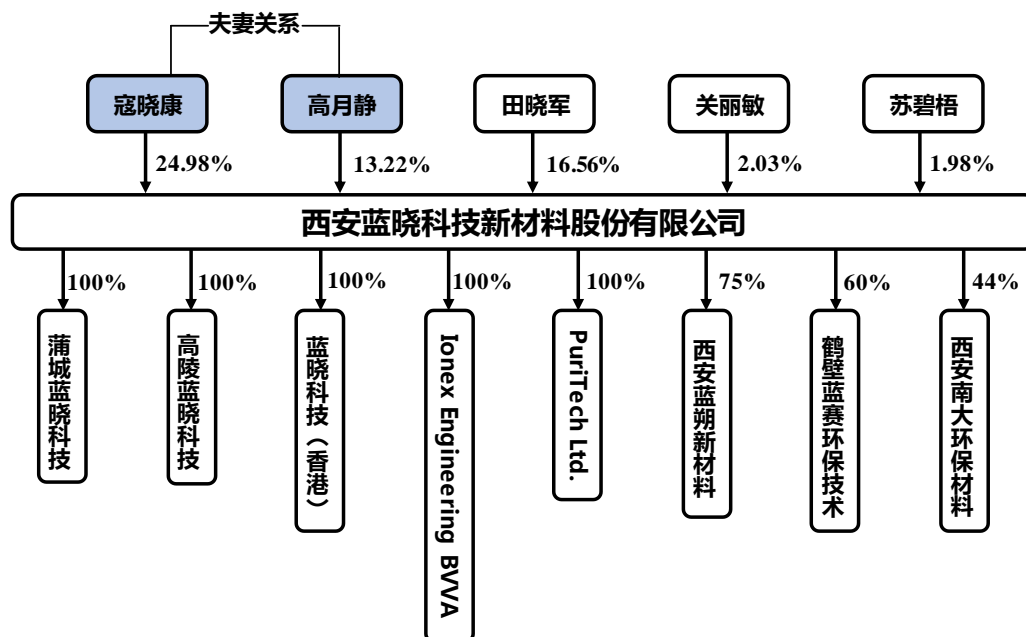 夫妻关系
寇晓康
高月静
田晓军
关丽敏
苏碧梧
24.98%
13.22%
16.56%
2.03%
1.98%
西安蓝晓科技新材料股份有限公司
100%
100%
100%
100%
100%
75%
60%
44%
蒲城蓝晓科技
高陵蓝晓科技
蓝晓科技（香港）
Ionex Engineering BVVA
PuriTech Ltd.
西安蓝朔新材料
鹤壁蓝赛环保技术
西安南大环保材料